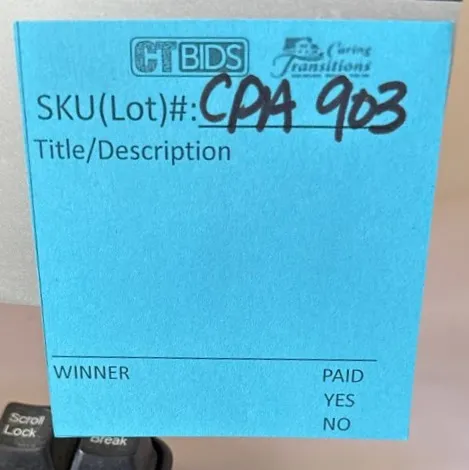 CTBIDS
Caring Transitions
SKU(Lot)#: CPA 903
Title/Description
WINNER
PAID
YES
NO
Scroll Lock
Break